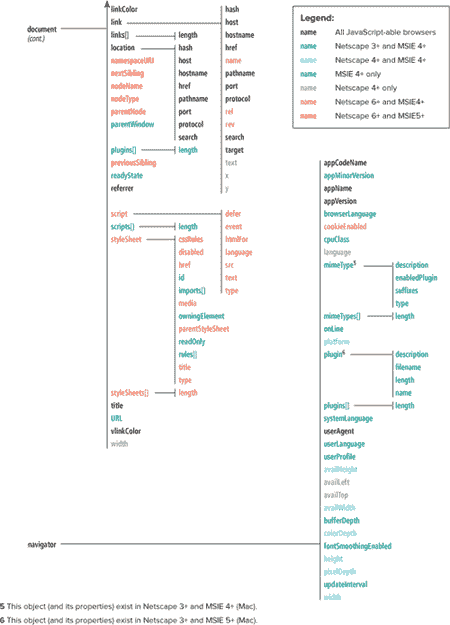 document
(cont.)
linkColor
link
links[]
length
location
hash
namespaceURI
host
nextSibling
hostname
nodeName
href
nodeType
pathname
parentNode
port
parentWindow
protocol
search
plugins[]
length
previousSibling
readyState
referrer
hash
host
hostname
href
name
pathname
port
protocol
rel
rev
search
target
text
x
y
script
scripts[]
length
styleSheet
cssRules
disabled
href
id
imports[]
media
owningElement
parentStyleSheet
readOnly
rules[]
title
type
defer
event
htmlFor
language
src
text
type
styleSheets[]
length
title
URL
vlinkColor
width
Legend:
name All JavaScript-able browsers
name Netscape 3+ and MSIE 4+
name Netscape 4+ and MSIE 4+
name MSIE 4+ only
name Netscape 4+ only
name Netscape 6+ and MSIE4+
name Netscape 6+ and MSIE5+
navigator
appCodeName
appMinorVersion
appName
appVersion
browserLanguage
cookieEnabled
cpuClass
language
mimeType5
description
enabledPlugin
suffixes
type
mimeTypes[]
length
onLine
platform
plugin6
description
filename
length
name
plugins[]
length
systemLanguage
userAgent
userLanguage
userProfile
availHeight
availLeft
availTop
availWidth
bufferDepth
colorDepth
fontSmoothingEnabled
height
pixelDepth
updateInterval
width
5 This object (and its properties) exist in Netscape 3+ and MSIE 4+ (Mac).
6 This object (and its properties) exist in Netscape 3+ and MSIE 5+ (Mac).